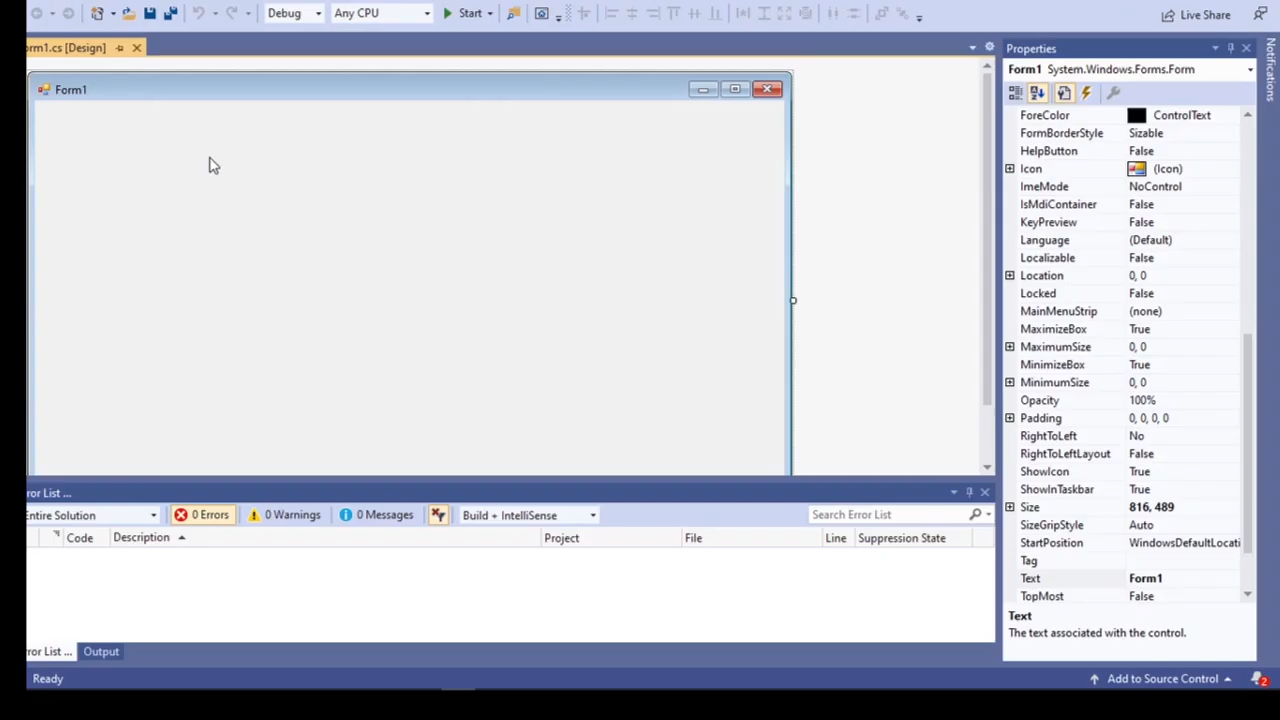 Debug Any CPU Start Live Share
orm1.cs [Design]
Form1
Properties
Form1 System.Windows.Forms.Form
ForeColor ControlText
FormBorderStyle Sizable
HelpButton False
Icon (Icon)
ImeMode NoControl
IsMdiContainer False
KeyPreview False
Language (Default)
Localizable False
Location 0, 0
Locked False
MainMenuStrip (none)
MaximizeBox True
MaximumSize 0, 0
MinimizeBox True
MinimumSize 0, 0
Opacity 100%
Padding 0, 0, 0, 0
RightToLeft No
RightToLeftLayout False
ShowIcon True
ShowInTaskbar True
Size 816, 489
SizeGripStyle Auto
StartPosition WindowsDefaultLocati
Tag
Text Form1
TopMost False
Text
The text associated with the control.
Notifications
rror List ...
Entire Solution 0 Errors 0 Warnings 0 Messages Build + IntelliSense Search Error List
Code Description Project File Line Suppression State
rror List ... Output
Ready Add to Source Control 2